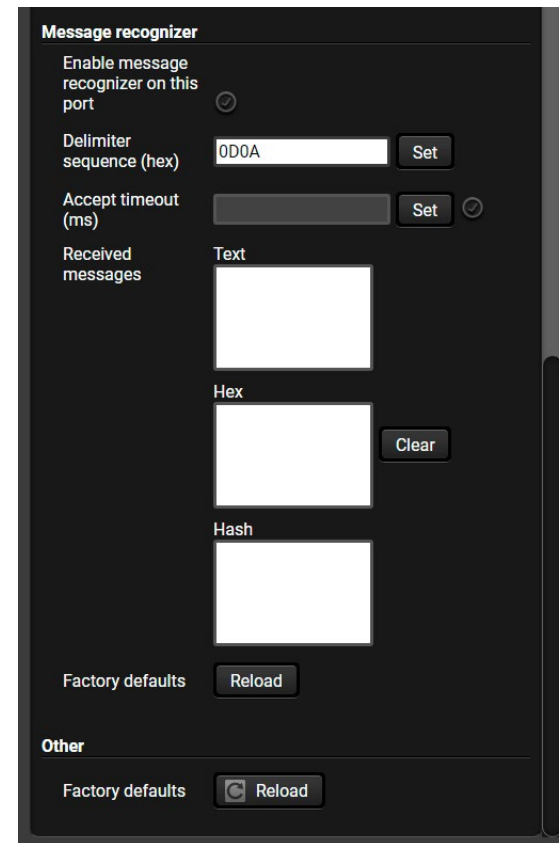 Message recognizer
Enable message
recognizer on this
port
Delimiter
sequence (hex)
0D0A
Set
Accept timeout
(ms)
Set
Received
messages
Text
Hex
Clear
Hash
Factory defaults
Reload
Other
Factory defaults
Reload